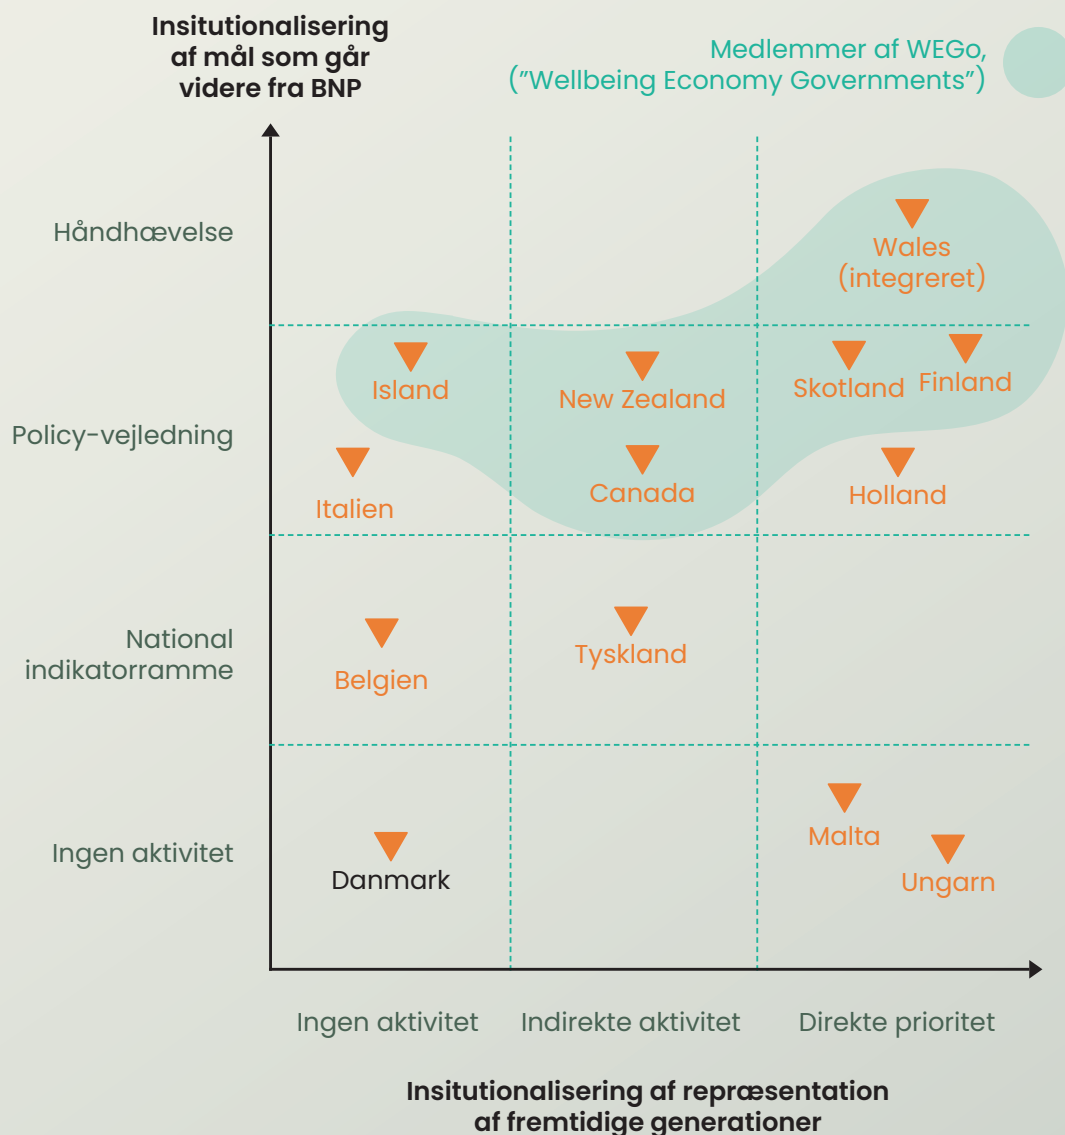 Insitutionalisering
af mål som går
videre fra BNP
Medlemmer af WEGo,
(”Wellbeing Economy Governments”)
Håndhævelse
Wales
(integreret)
Policy-vejledning
Island
New Zealand
Skotland
Finland
Italien
Canada
Holland
National
indikatorramme
Belgien
Tyskland
Ingen aktivitet
Danmark
Malta
Ungarn
Ingen aktivitet
Indirekte aktivitet
Direkte prioritet
Insitutionalisering af repræsentation
af fremtidige generationer